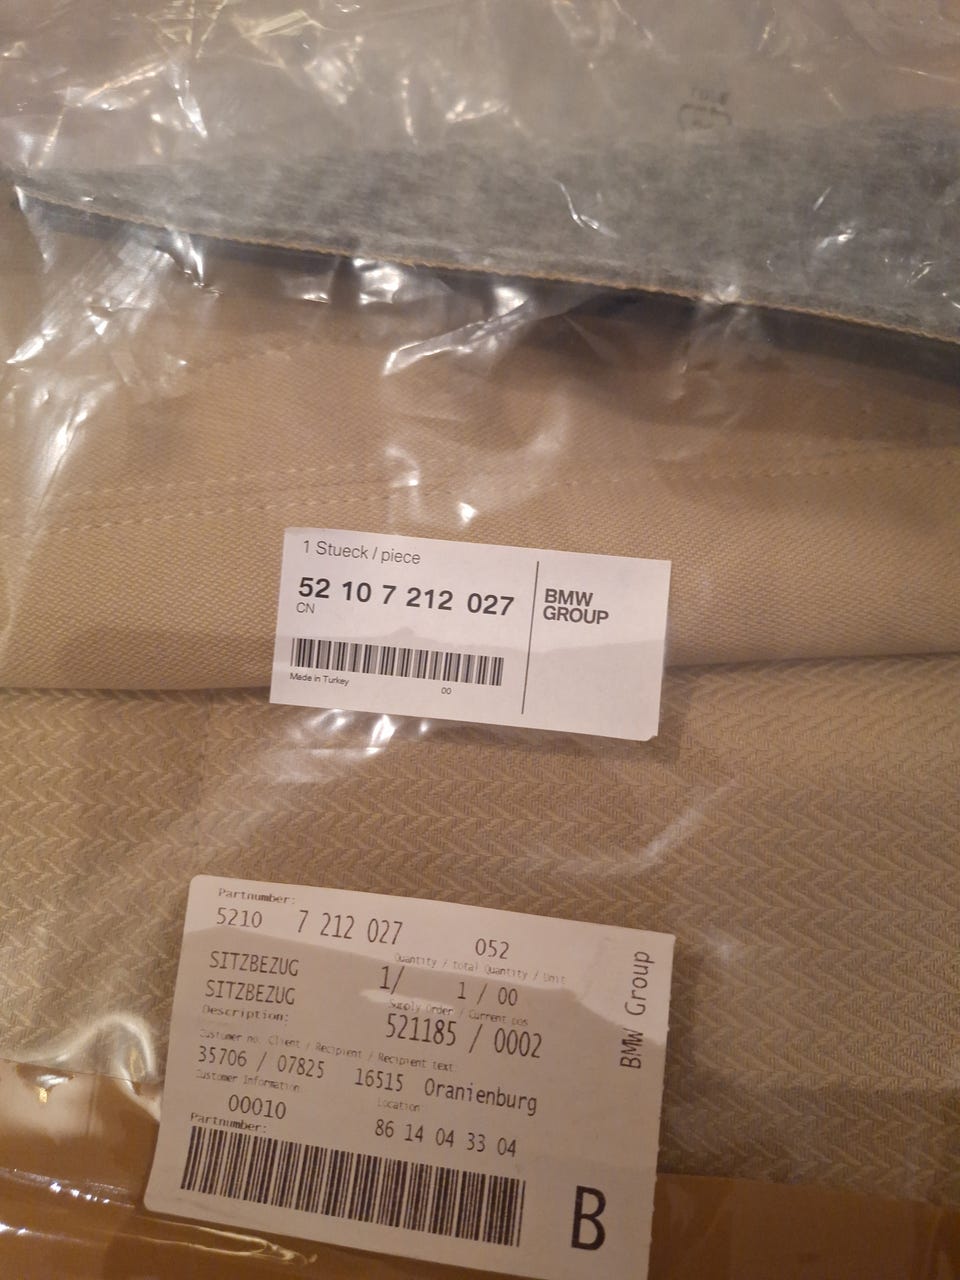 1 Stueck / piece
52 10 7 212 027
CN
Made in Turkey
00
BMW
GROUP
Partnumber:
5210 7 212 027
052
Quantity / total Quantity / Unit
SITZBEZUG
1/ 1 / 00
SITZBEZUG
Supply Order / Current pos
Description:
521185 / 0002
Customer no. Client / Recipient / Recipient text
35706 / 07825 16515 Oranienburg
Customer Information
Location
00010
86 14 04 33 04
Partnumber:
B
BMW Group